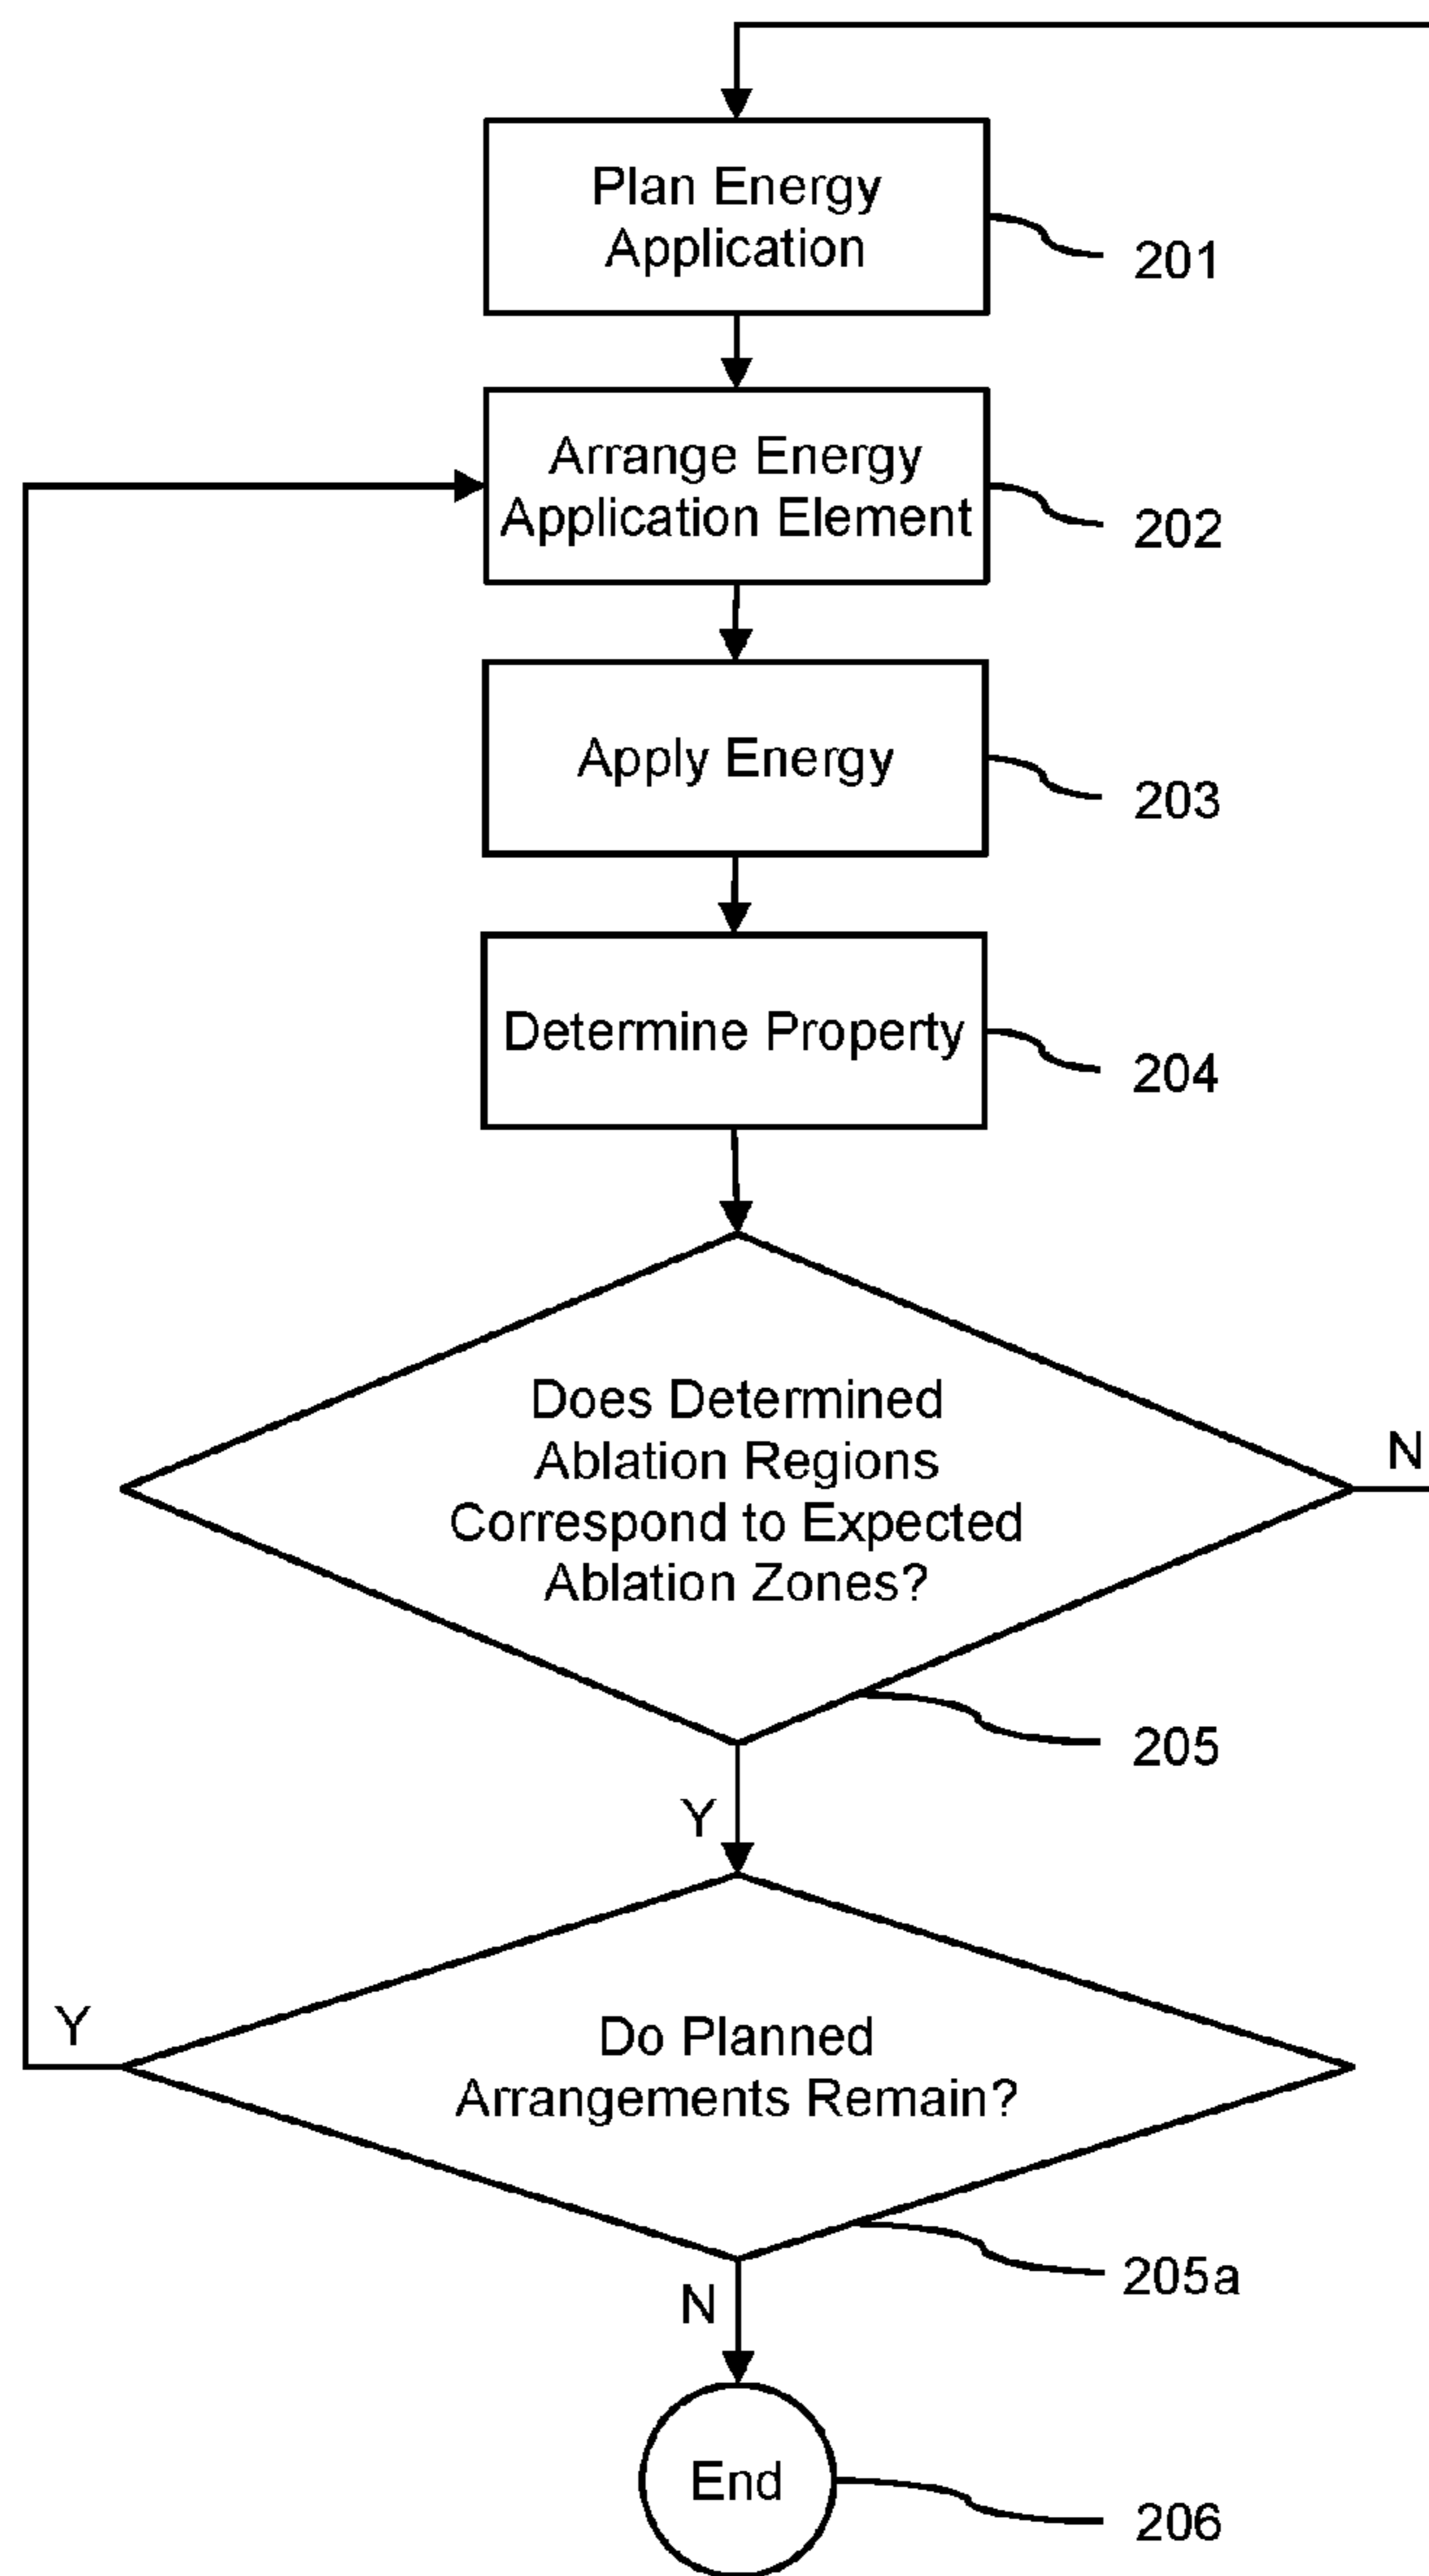 Plan Energy
Application
201
Arrange Energy
Application Element
202
Apply Energy
203
Determine Property
204
Does Determined
Ablation Regions
Correspond to Expected
Ablation Zones?
N
205
Y
Do Planned
Arrangements Remain?
Y
205a
N
End
206